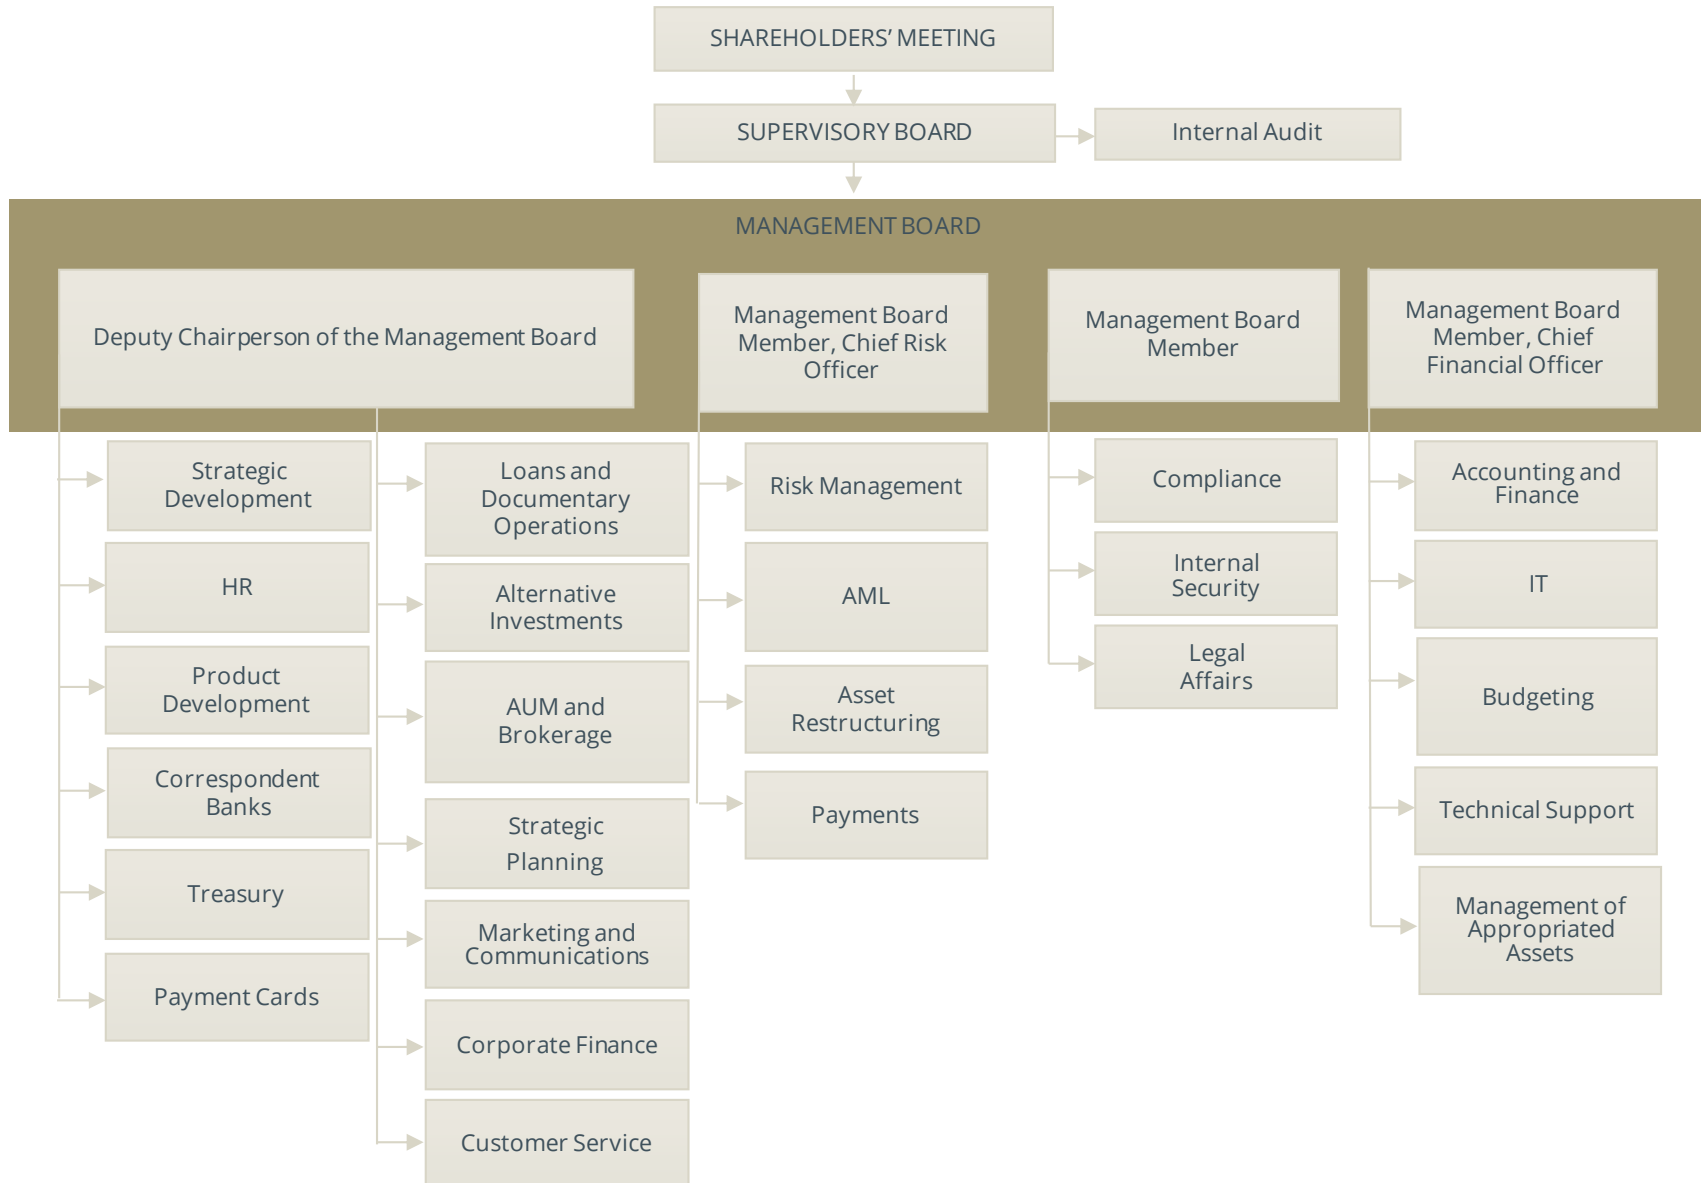 SHAREHOLDERS’ MEETING
SUPERVISORY BOARD
Internal Audit
MANAGEMENT BOARD
Deputy Chairperson of the Management Board
Management Board
Member, Chief Risk
Officer
Management Board
Member
Management Board
Member, Chief
Financial Officer
Strategic
Development
HR
Product
Development
Correspondent
Banks
Treasury
Payment Cards
Loans and
Documentary
Operations
Alternative
Investments
AUM and
Brokerage
Strategic
Planning
Marketing and
Communications
Corporate Finance
Customer Service
Risk Management
AML
Asset
Restructuring
Payments
Compliance
Internal
Security
Legal
Affairs
Accounting and
Finance
IT
Budgeting
Technical Support
Management of
Appropriated
Assets